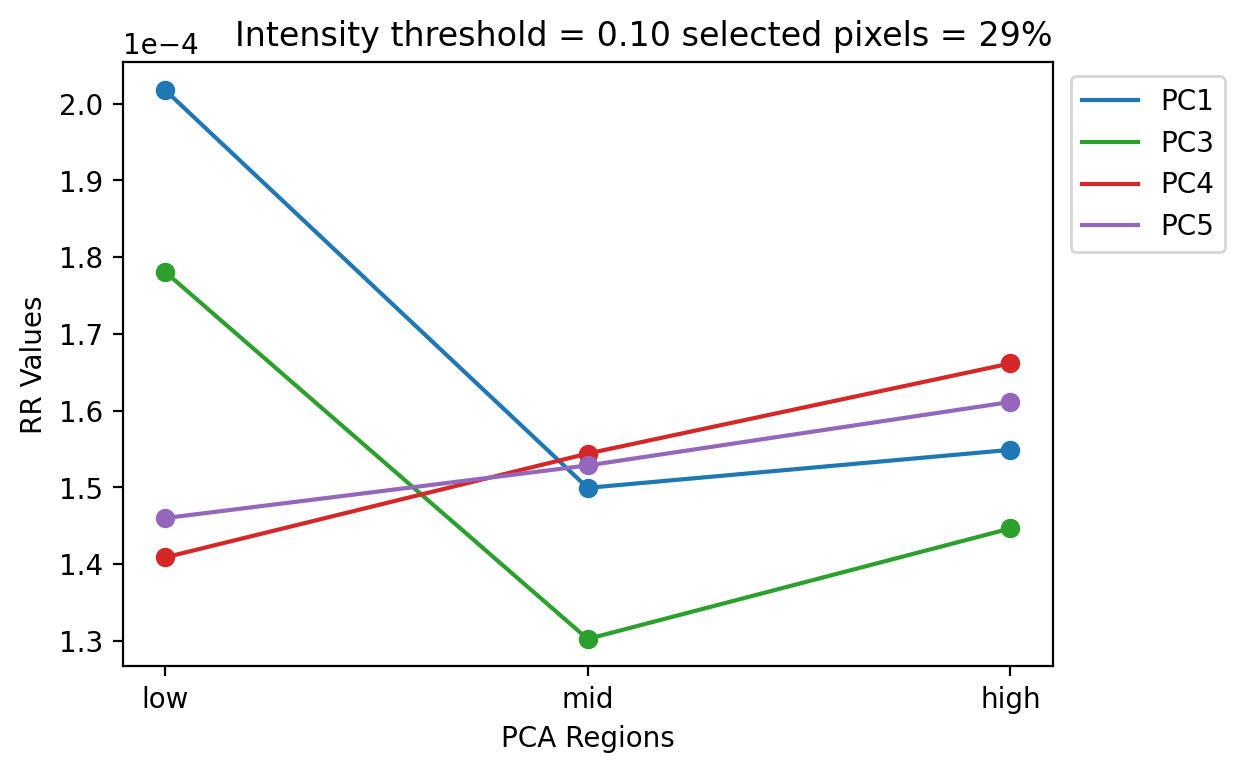 1e−4
Intensity threshold = 0.10 selected pixels = 29%
2.0
1.9
1.8
1.7
1.6
1.5
1.4
1.3
RR Values
low
mid
high
PCA Regions
PC1
PC3
PC4
PC5